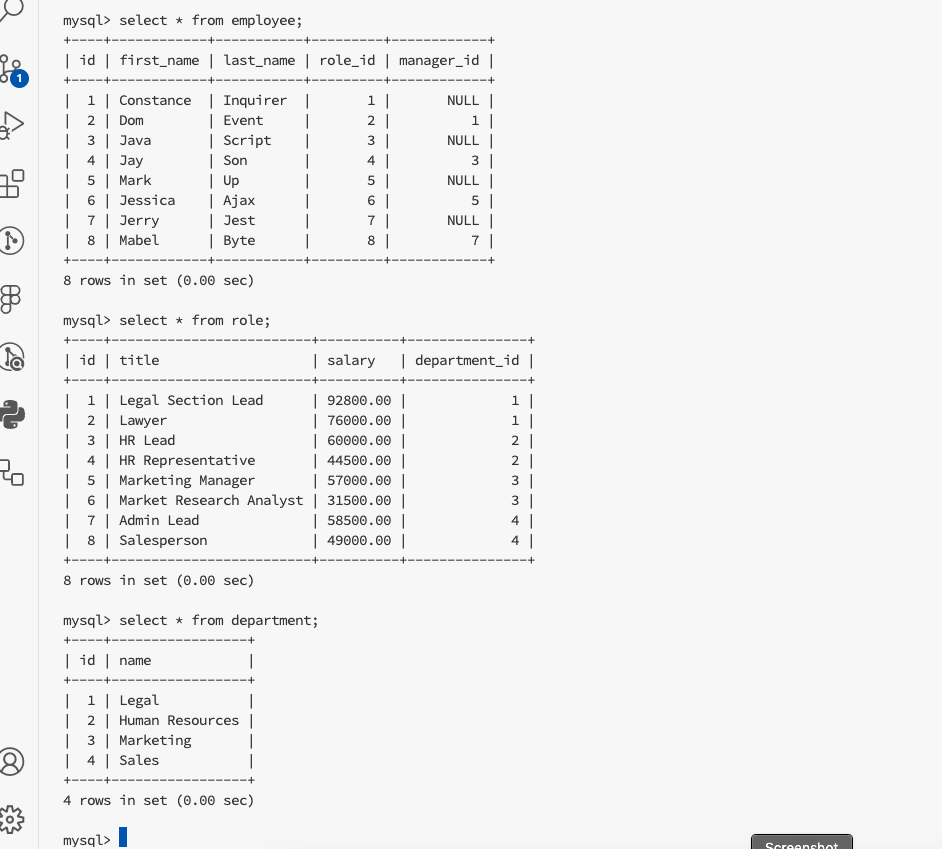 mysql> select * from employee;
+----+------------+-----------+---------+------------+
| id | first_name | last_name | role_id | manager_id |
+----+------------+-----------+---------+------------+
|  1 | Constance  | Inquirer  |       1 |       NULL |
|  2 | Dom        | Event     |       2 |          1 |
|  3 | Java       | Script    |       3 |       NULL |
|  4 | Jay        | Son       |       4 |          3 |
|  5 | Mark       | Up        |       5 |       NULL |
|  6 | Jessica    | Ajax      |       6 |          5 |
|  7 | Jerry      | Jest      |       7 |       NULL |
|  8 | Mabel      | Byte      |       8 |          7 |
+----+------------+-----------+---------+------------+
8 rows in set (0.00 sec)
mysql> select * from role;
+----+-------------------------+----------+---------------+
| id | title                   | salary   | department_id |
+----+-------------------------+----------+---------------+
|  1 | Legal Section Lead      | 92800.00 |             1 |
|  2 | Lawyer                  | 76000.00 |             1 |
|  3 | HR Lead                 | 60000.00 |             2 |
|  4 | HR Representative       | 44500.00 |             2 |
|  5 | Marketing Manager       | 57000.00 |             3 |
|  6 | Market Research Analyst | 31500.00 |             3 |
|  7 | Admin Lead              | 58500.00 |             4 |
|  8 | Salesperson             | 49000.00 |             4 |
+----+-------------------------+----------+---------------+
8 rows in set (0.00 sec)
mysql> select * from department;
+----+-----------------+
| id | name            |
+----+-----------------+
|  1 | Legal           |
|  2 | Human Resources |
|  3 | Marketing       |
|  4 | Sales           |
+----+-----------------+
4 rows in set (0.00 sec)
mysql>
1
Screenshot